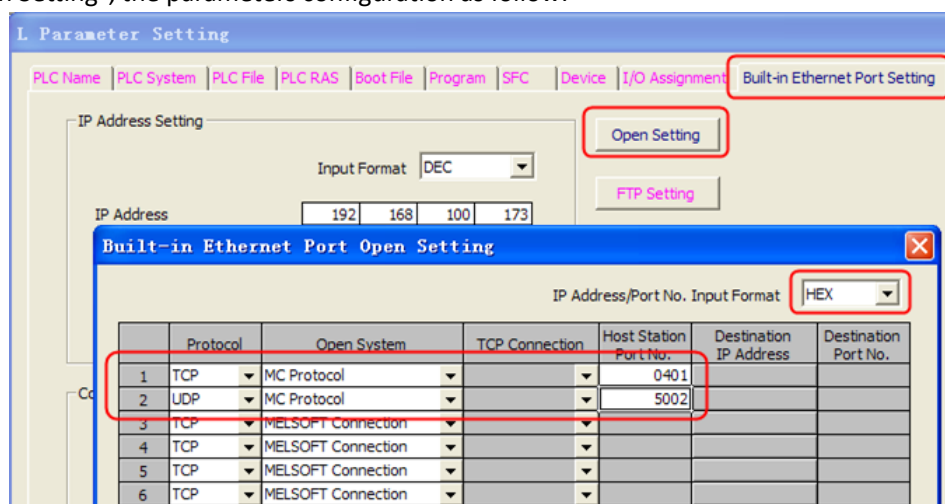 Setting", the parameters configuration as follow:
L Parameter Setting
PLC Name PLC System PLC File PLC RAS Boot File Program SFC Device I/O Assignment Built-in Ethernet Port Setting
IP Address Setting
Open Setting
Input Format DEC
FTP Setting
IP Address 192 168 100 173
Built-in Ethernet Port Open Setting
IP Address/Port No. Input Format HEX
Protocol Open System TCP Connection Host Station Port No. Destination IP Address Destination Port No.
1 TCP MC Protocol 0401
2 UDP MC Protocol 5002
3 TCP MELSOFT Connection
4 TCP MELSOFT Connection
5 TCP MELSOFT Connection
6 TCP MELSOFT Connection